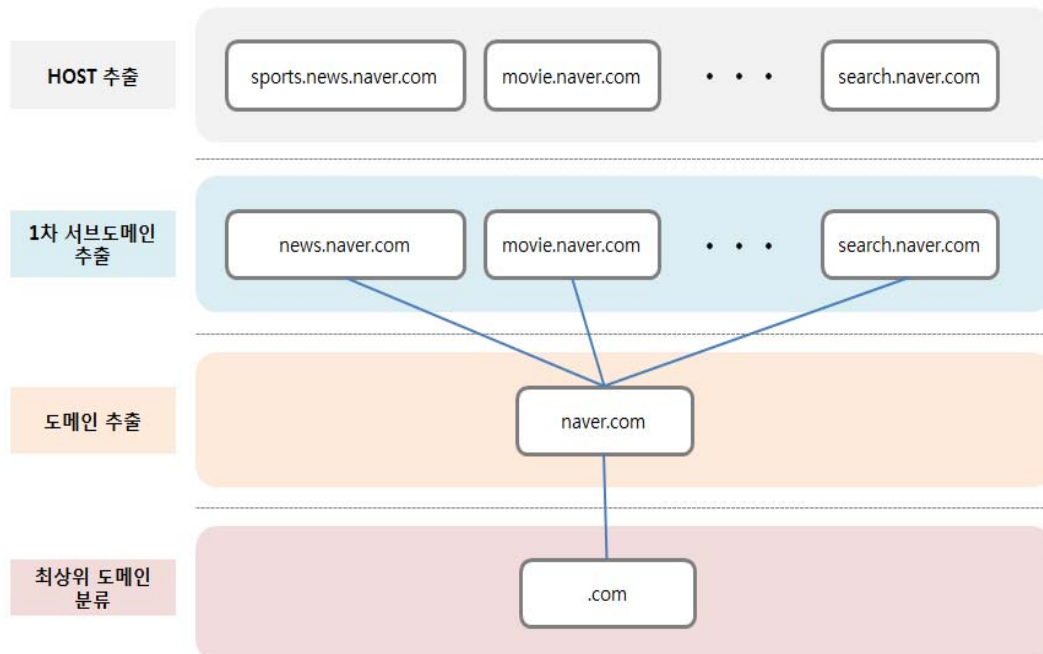 HOST 추출
sports.news.naver.com
movie.naver.com
• • •
search.naver.com
1차 서브도메인
추출
news.naver.com
movie.naver.com
• • •
search.naver.com
도메인 추출
naver.com
최상위 도메인
분류
.com